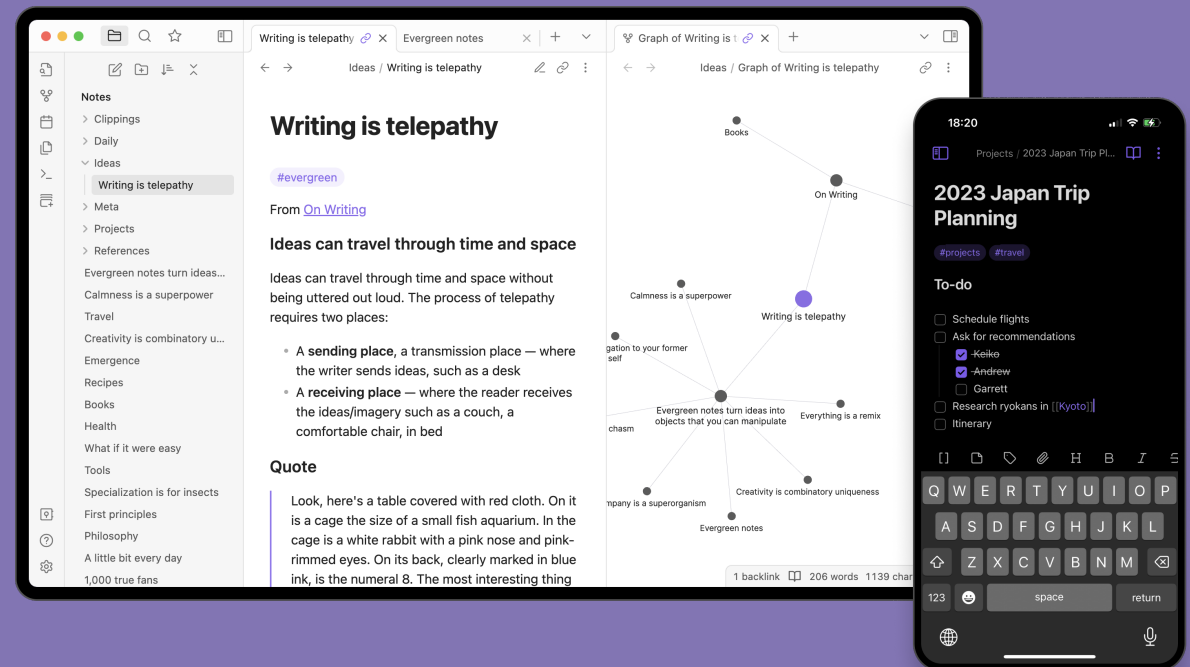 Writing is telepathy
Evergreen notes
Graph of Writing is t
Ideas / Writing is telepathy
Ideas / Graph of Writing is telepathy
Notes
Clippings
Daily
Ideas
Writing is telepathy
Meta
Projects
References
Evergreen notes turn ideas...
Calmness is a superpower
Travel
Creativity is combinatory u...
Emergence
Recipes
Books
Health
What if it were easy
Tools
Specialization is for insects
First principles
Philosophy
A little bit every day
1,000 true fans
Writing is telepathy
#evergreen
From On Writing
Ideas can travel through time and space
Ideas can travel through time and space without
being uttered out loud. The process of telepathy
requires two places:
• A sending place, a transmission place — where
the writer sends ideas, such as a desk
• A receiving place — where the reader receives
the ideas/imagery such as a couch, a
comfortable chair, in bed
Quote
Look, here's a table covered with red cloth. On it
is a cage the size of a small fish aquarium. In the
cage is a white rabbit with a pink nose and pink-
rimmed eyes. On its back, clearly marked in blue
ink, is the numeral 8. The most interesting thing
Books
On Writing
Calmness is a superpower
Writing is telepathy
gation to your former
self
Evergreen notes turn ideas into
objects that you can manipulate
Everything is a remix
chasm
Creativity is combinatory uniqueness
mpany is a superorganism
Evergreen notes
1 backlink 206 words 1139 char
18:20
Projects / 2023 Japan Trip Pl...
2023 Japan Trip
Planning
#projects #travel
To-do
Schedule flights
Ask for recommendations
Keiko
Andrew
Garrett
Research ryokans in [[Kyoto]]
Itinerary
[] H B I S
Q W E R T Y U I O P
A S D F G H J K L
Z X C V B N M
123 space return